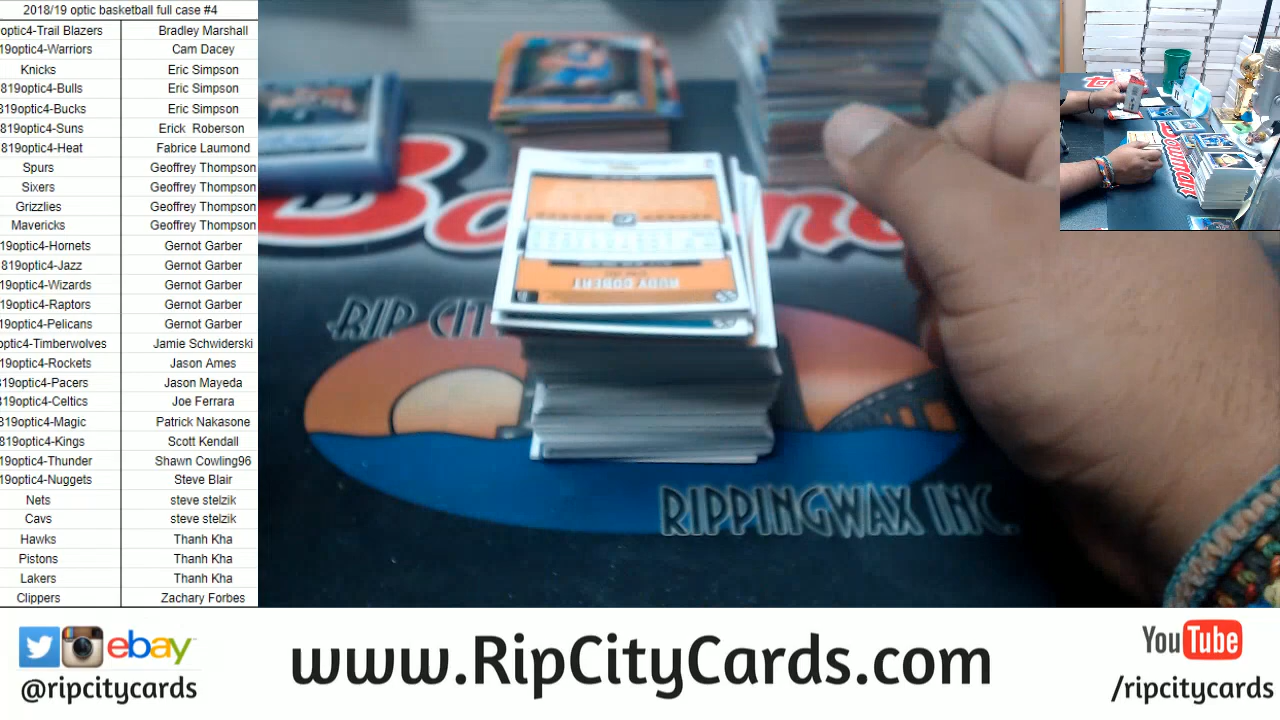 2018/19 optic basketball full case #4
optic4-Trail Blazers Bradley Marshall
19optic4-Warriors Cam Dacey
Knicks Eric Simpson
819optic4-Bulls Eric Simpson
819optic4-Bucks Eric Simpson
819optic4-Suns Erick Roberson
819optic4-Heat Fabrice Laumond
Spurs Geoffrey Thompson
Sixers Geoffrey Thompson
Grizzlies Geoffrey Thompson
Mavericks Geoffrey Thompson
19optic4-Hornets Gernot Garber
819optic4-Jazz Gernot Garber
19optic4-Wizards Gernot Garber
19optic4-Raptors Gernot Garber
19optic4-Pelicans Gernot Garber
optic4-Timberwolves Jamie Schwiderski
19optic4-Rockets Jason Ames
819optic4-Pacers Jason Mayeda
819optic4-Celtics Joe Ferrara
819optic4-Magic Patrick Nakasone
819optic4-Kings Scott Kendall
19optic4-Thunder Shawn Cowling96
19optic4-Nuggets Steve Blair
Nets steve stelzik
Cavs steve stelzik
Hawks Thanh Kha
Pistons Thanh Kha
Lakers Thanh Kha
Clippers Zachary Forbes
RUDY GOBERT
RIP CIT
RIPPINGWAX INC.
Bowman
ebay
@ripcitycards
www.RipCityCards.com
YouTube
/ripcitycards